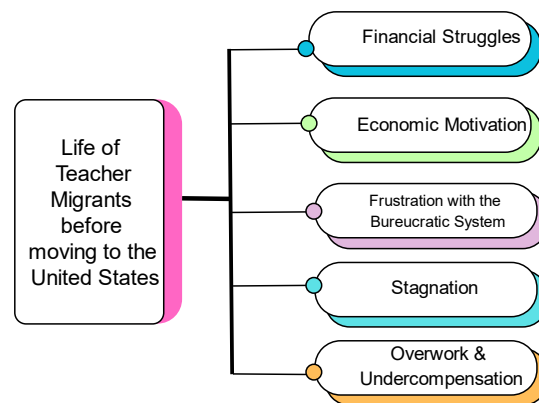 Life of
Teacher
Migrants
before
moving to the
United States
Financial Struggles
Economic Motivation
Frustration with the
Bureucratic System
Stagnation
Overwork &
Undercompensation